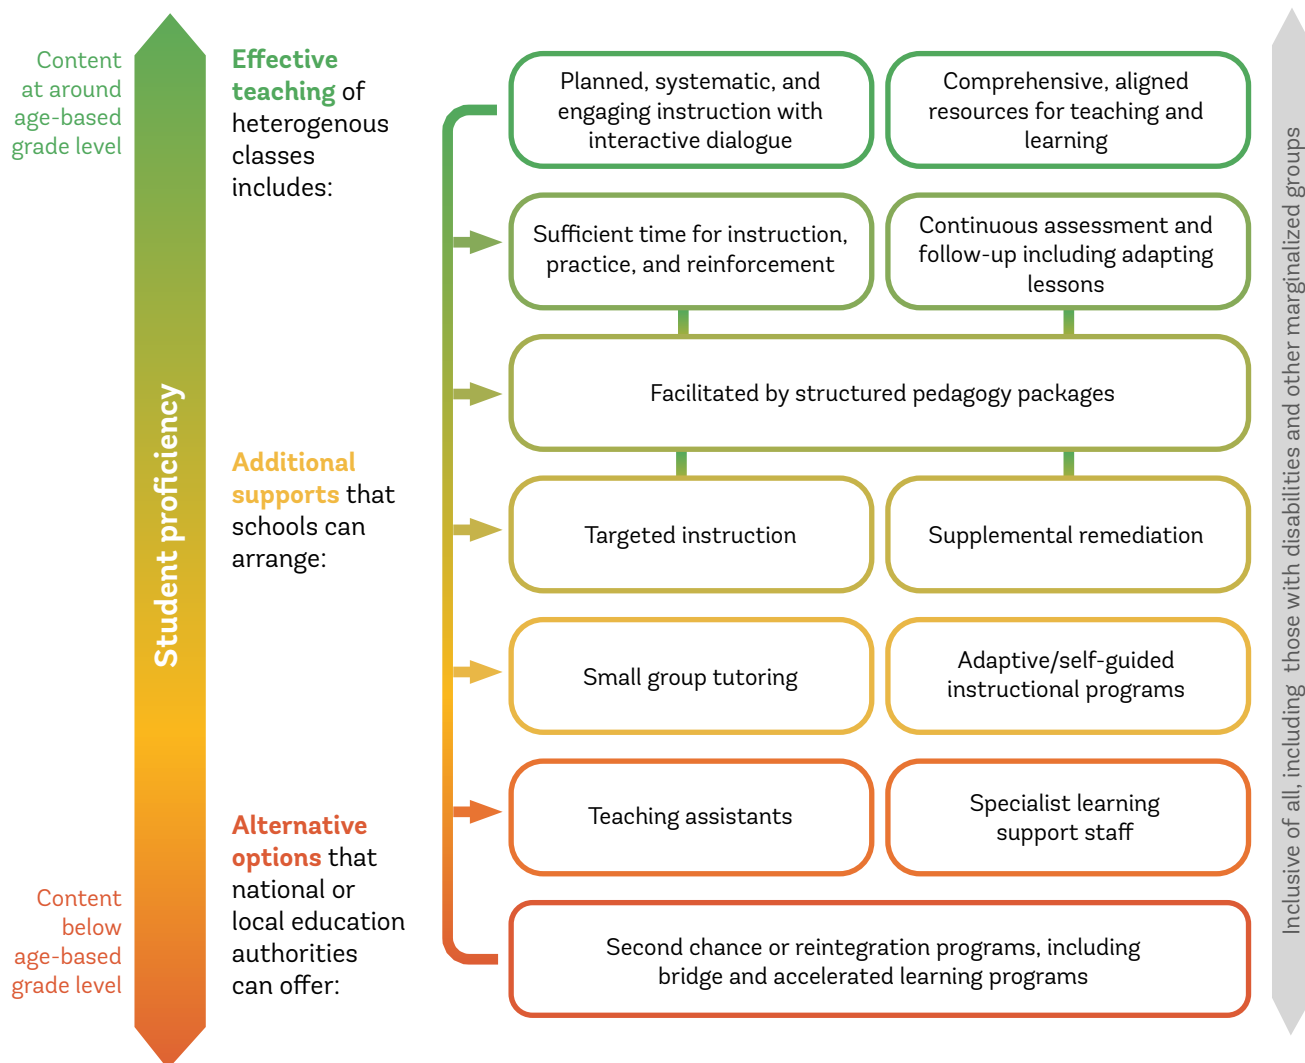 Content
at around
age-based
grade level
Effective
teaching of
heterogenous
classes
includes:
Planned, systematic, and
engaging instruction with
interactive dialogue
Comprehensive, aligned
resources for teaching and
learning
Sufficient time for instruction,
practice, and reinforcement
Continuous assessment and
follow-up including adapting
lessons
Facilitated by structured pedagogy packages
Student proficiency
Additional
supports that
schools can
arrange:
Targeted instruction
Supplemental remediation
Small group tutoring
Adaptive/self-guided
instructional programs
Alternative
options that
national or
local education
authorities
can offer:
Teaching assistants
Specialist learning
support staff
Content
below
age-based
grade level
Second chance or reintegration programs, including
bridge and accelerated learning programs
Inclusive of all, including those with disabilities and other marginalized groups